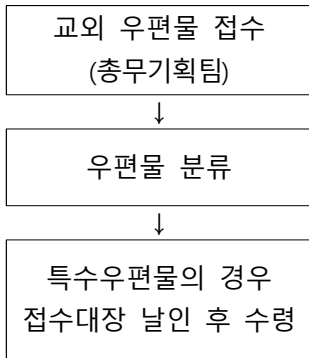 교외 우편물 접수
(총무기획팀)
↓
우편물 분류
↓
특수우편물의 경우
접수대장 날인 후 수령